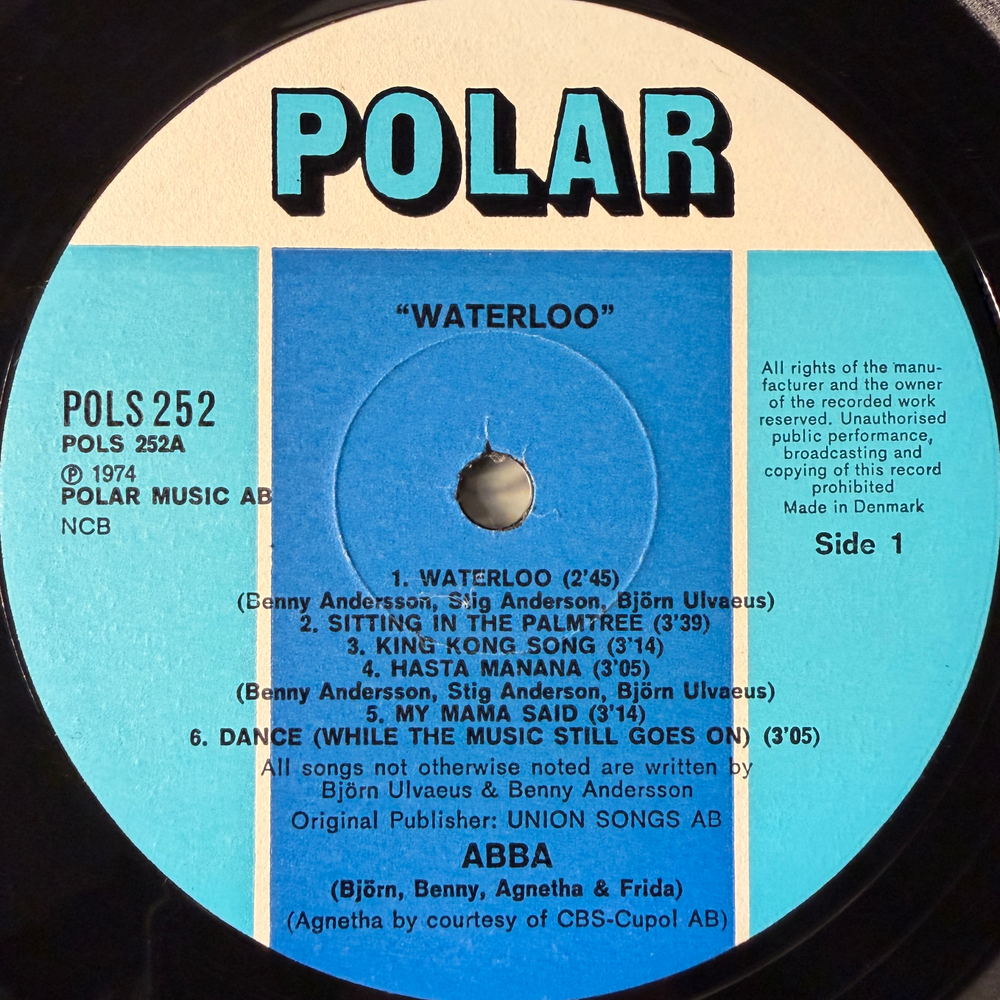 POLAR
“WATERLOO”
POLS 252
POLS 252A
℗ 1974
POLAR MUSIC AB
NCB
All rights of the manu-
facturer and the owner
of the recorded work
reserved. Unauthorised
public performance,
broadcasting and
copying of this record
prohibited
Made in Denmark
Side 1
1. WATERLOO (2'45)
(Benny Andersson, Stig Anderson, Björn Ulvaeus)
2. SITTING IN THE PALMTREE (3'39)
3. KING KONG SONG (3'14)
4. HASTA MANANA (3'05)
(Benny Andersson, Stig Anderson, Björn Ulvaeus)
5. MY MAMA SAID (3'14)
6. DANCE (WHILE THE MUSIC STILL GOES ON) (3'05)
All songs not otherwise noted are written by
Björn Ulvaeus & Benny Andersson
Original Publisher: UNION SONGS AB
ABBA
(Björn, Benny, Agnetha & Frida)
(Agnetha by courtesy of CBS-Cupol AB)